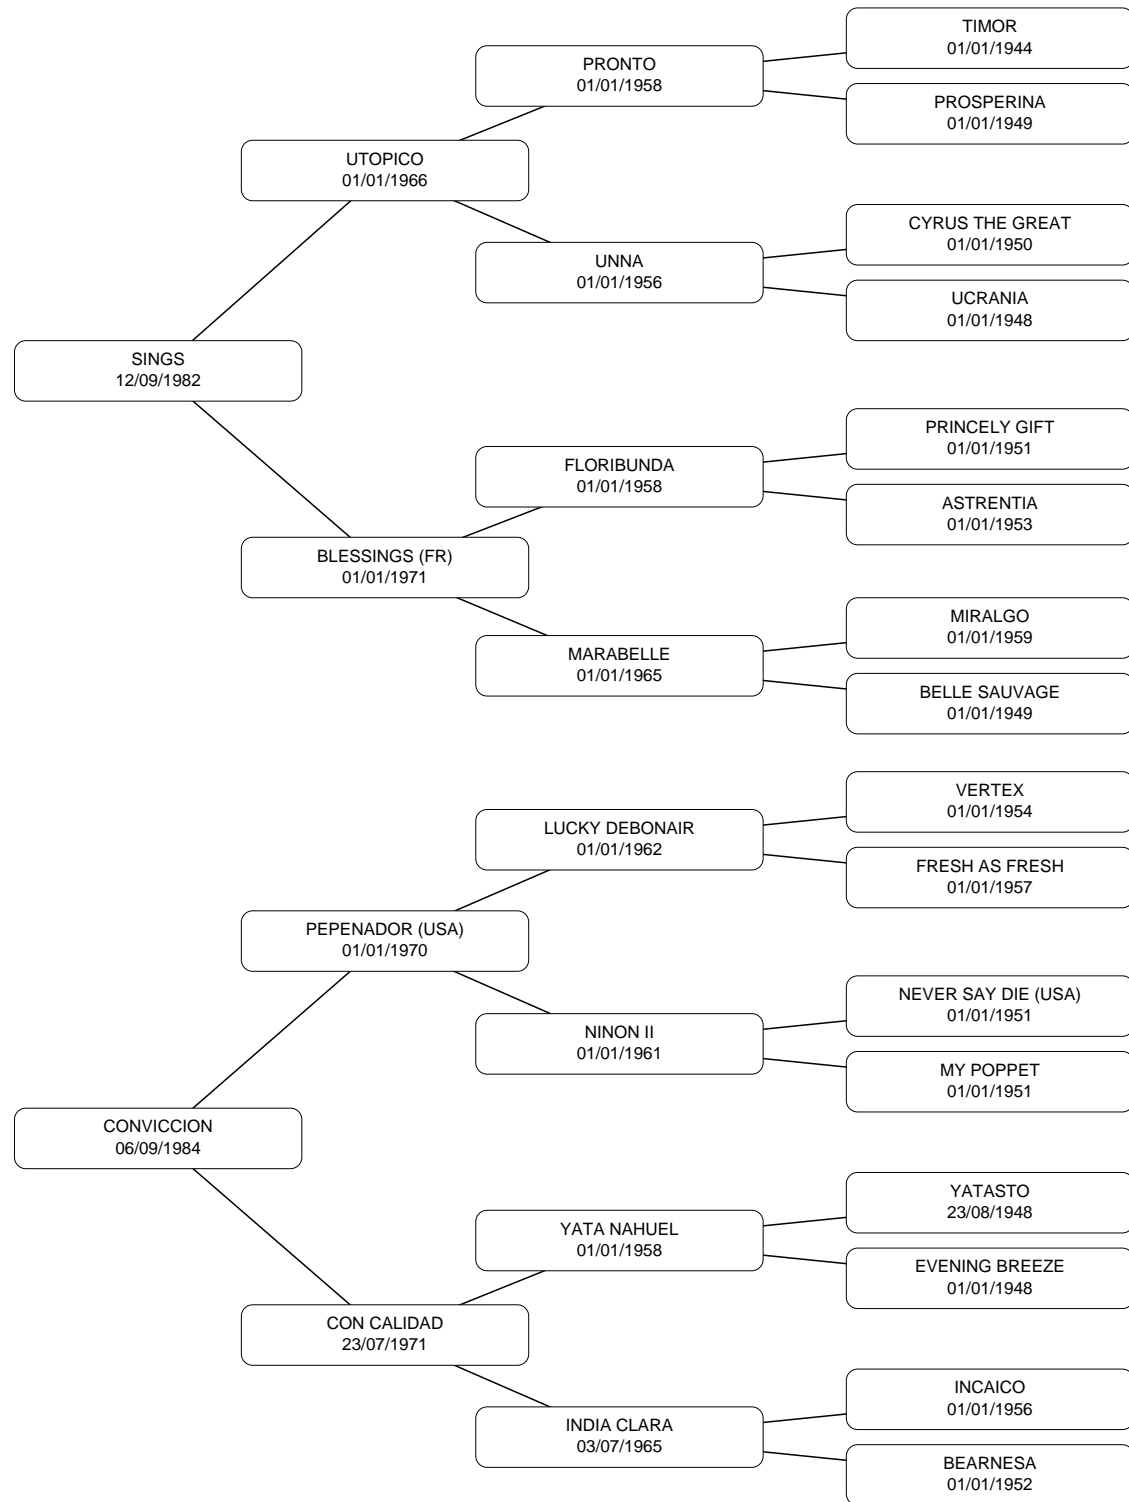 TIMOR
01/01/1944
PRONTO
01/01/1958
PROSPERINA
01/01/1949
UTOPICO
01/01/1966
CYRUS THE GREAT
01/01/1950
UNNA
01/01/1956
UCRANIA
01/01/1948
SINGS
12/09/1982
PRINCELY GIFT
01/01/1951
FLORIBUNDA
01/01/1958
ASTRENTIA
01/01/1953
BLESSINGS (FR)
01/01/1971
MIRALGO
01/01/1959
MARABELLE
01/01/1965
BELLE SAUVAGE
01/01/1949
VERTEX
01/01/1954
LUCKY DEBONAIR
01/01/1962
FRESH AS FRESH
01/01/1957
PEPENADOR (USA)
01/01/1970
NEVER SAY DIE (USA)
01/01/1951
NINON II
01/01/1961
MY POPPET
01/01/1951
CONVICCION
06/09/1984
YATASTO
23/08/1948
YATA NAHUEL
01/01/1958
EVENING BREEZE
01/01/1948
CON CALIDAD
23/07/1971
INCAICO
01/01/1956
INDIA CLARA
03/07/1965
BEARNESA
01/01/1952